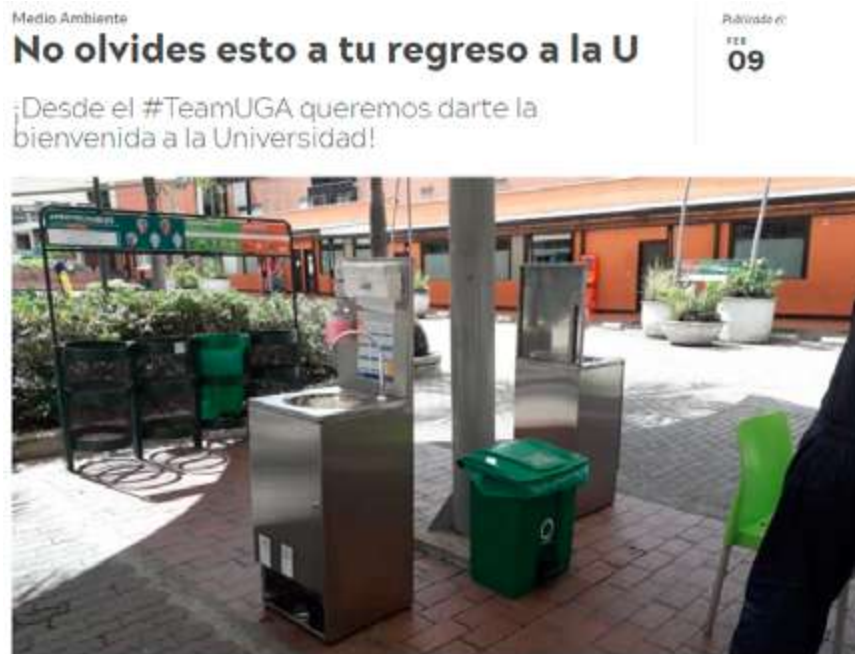 Medio Ambiente
No olvides esto a tu regreso a la U
¡Desde el #TeamUGA queremos darte la
bienvenida a la Universidad!
Publicado el:
FEB
09